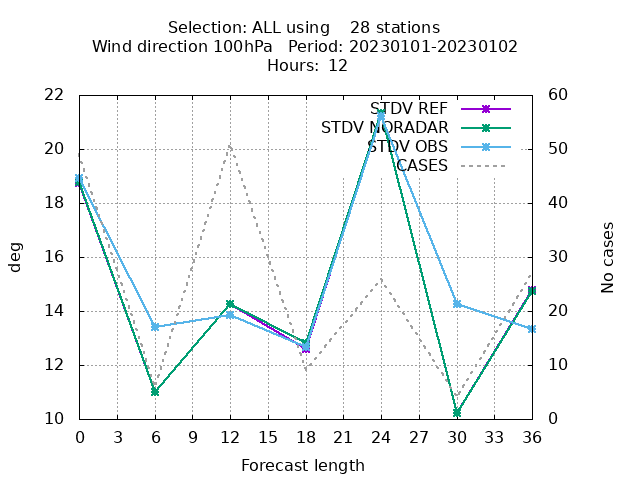 Selection: ALL using    28 stations
Wind direction 100hPa   Period: 20230101-20230102
Hours: 12
STDV REF
STDV NORADAR
STDV OBS
CASES
deg
No cases
22
20
18
16
14
12
10
60
50
40
30
20
10
0
0 3 6 9 12 15 18 21 24 27 30 33 36
Forecast length